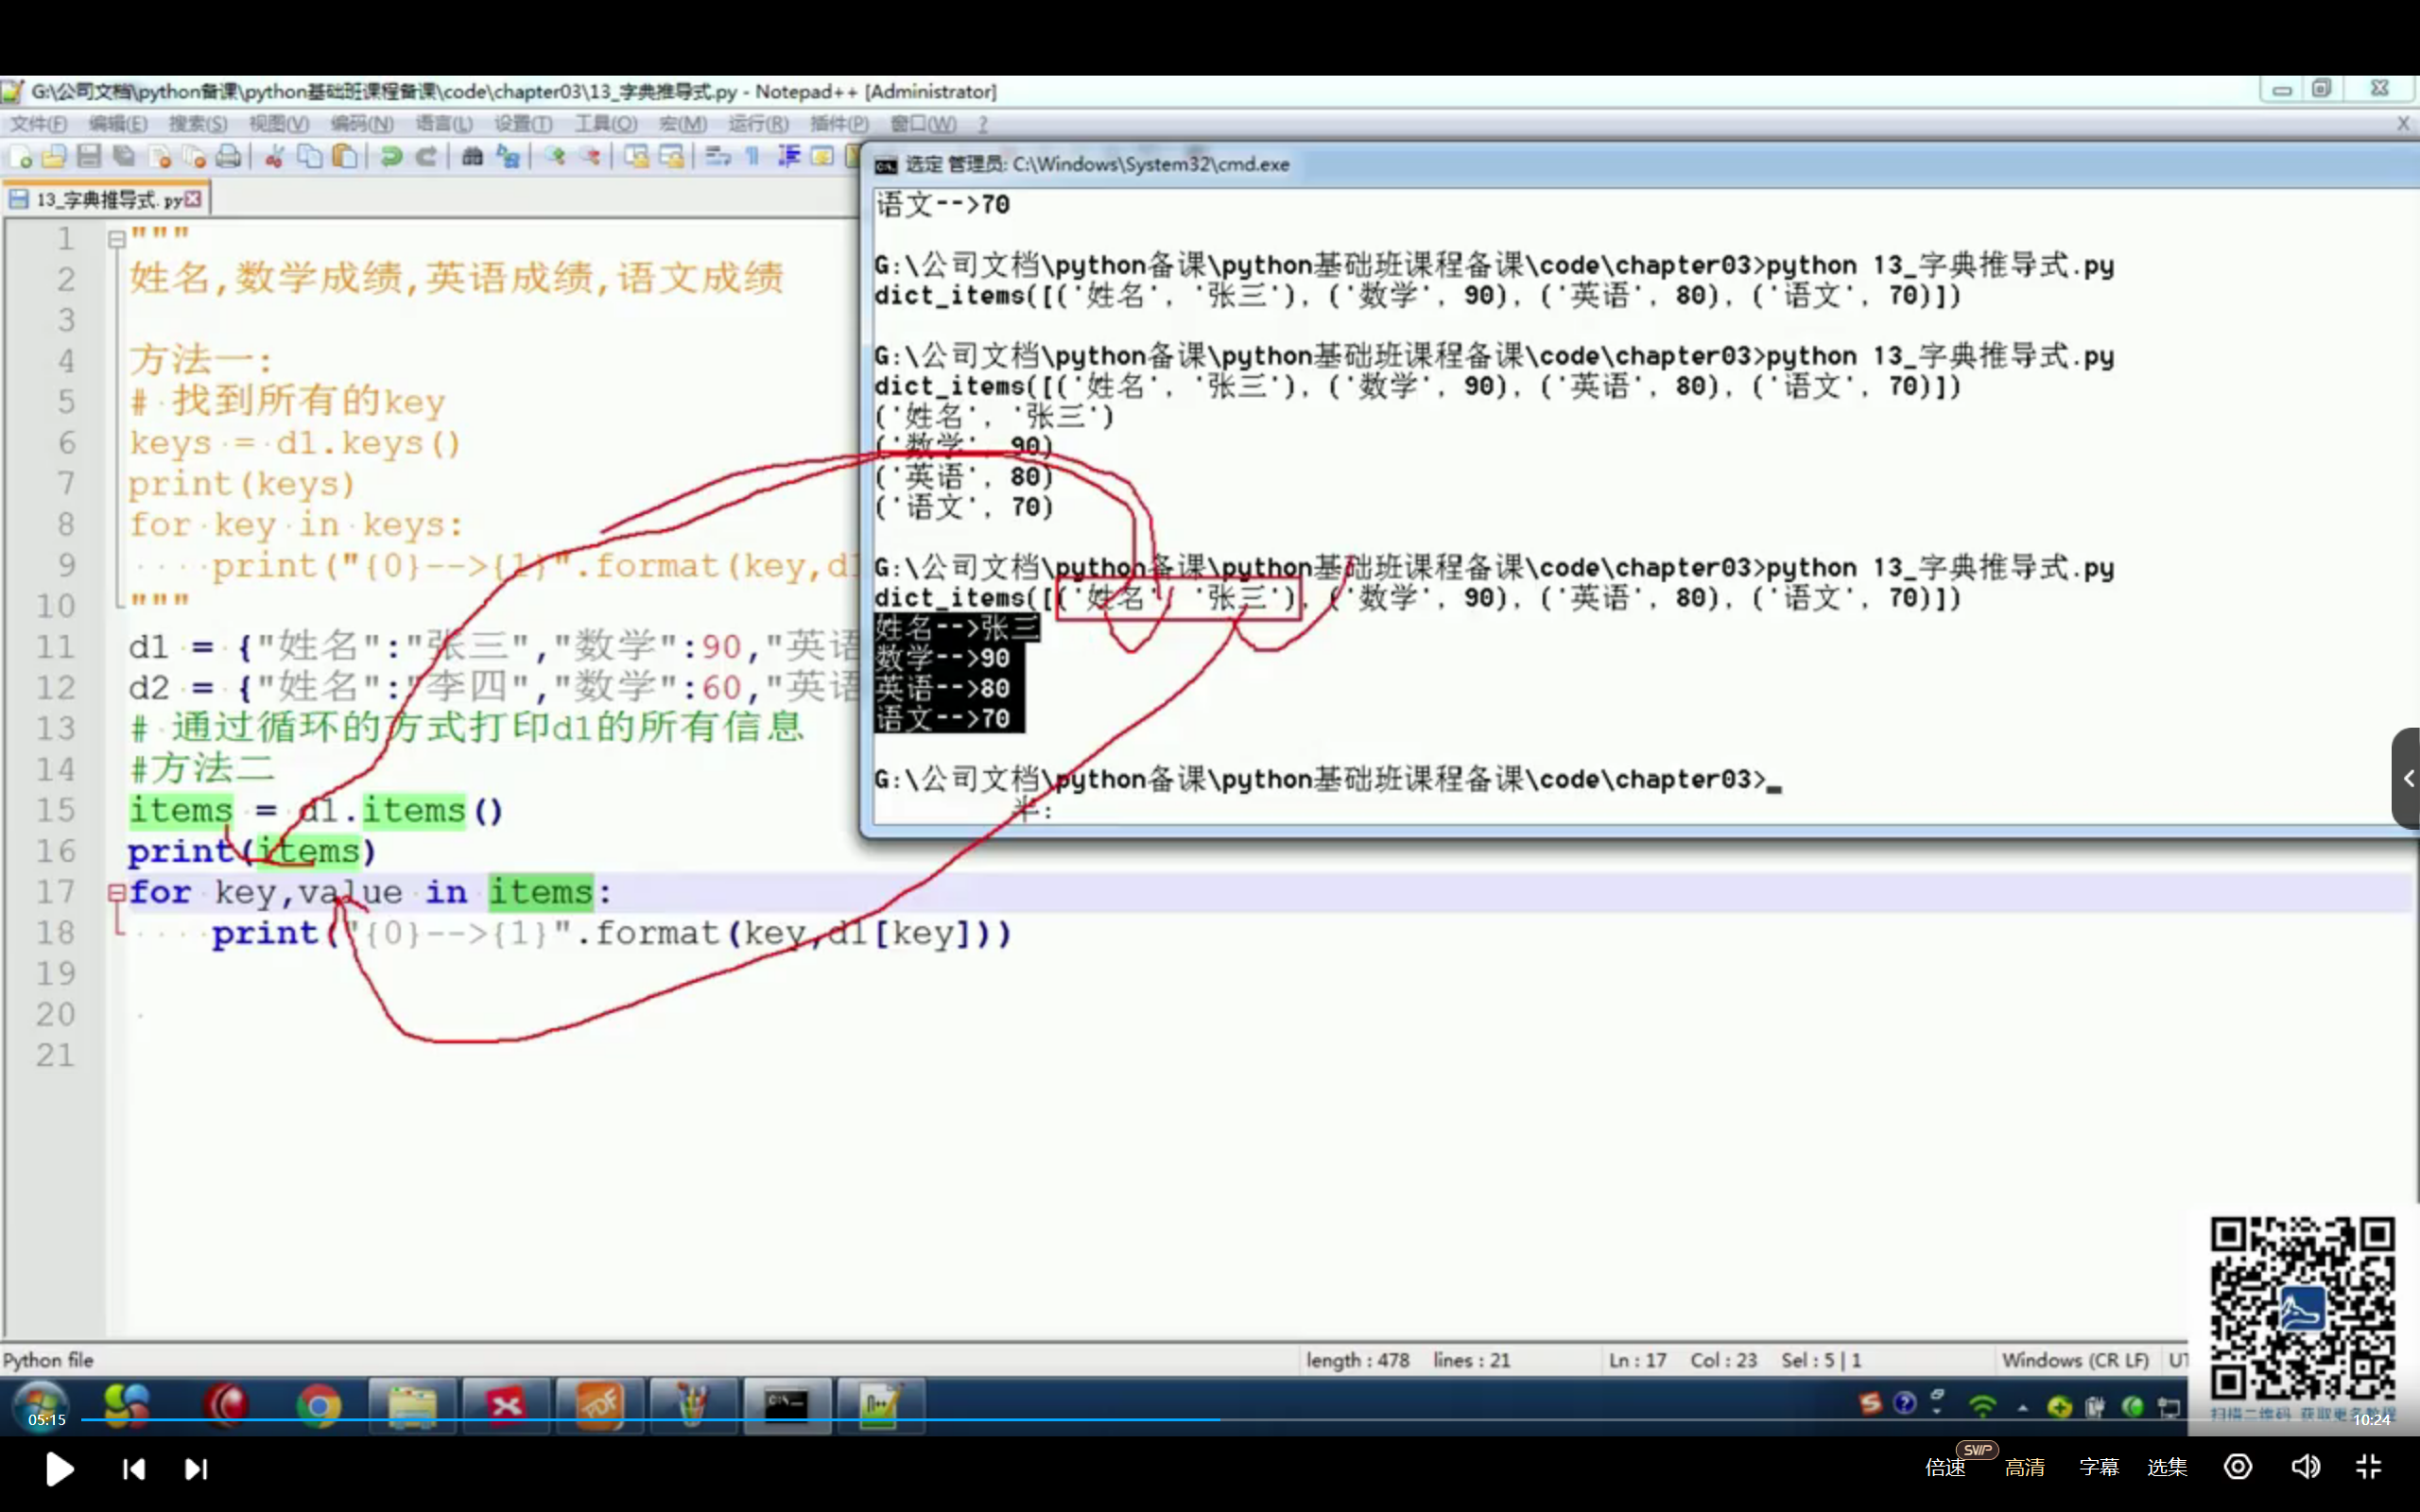 G:\公司文档\python备课\python基础班课程备课\code\chapter03\13_字典推导式.py - Notepad++ [Administrator]
文件(F) 编辑(E) 搜索(S) 视图(V) 编码(N) 语言(L) 设置(T) 工具(O) 宏(M) 运行(R) 插件(P) 窗口(W) ?
13_字典推导式.py
1 """
2 姓名,数学成绩,英语成绩,语文成绩
3
4 方法一:
5 # 找到所有的key
6 keys = d1.keys()
7 print(keys)
8 for key in keys:
9 print("{0}-->{1}".format(key,d1
10 """
11 d1 = {"姓名":"张三","数学":90,"英语
12 d2 = {"姓名":"李四","数学":60,"英语
13 # 通过循环的方式打印d1的所有信息
14 #方法二
15 items = d1.items()
16 print(items)
17 for key,value in items:
18 print("{0}-->{1}".format(key,d1[key]))
19
20
21
选定 管理员: C:\Windows\System32\cmd.exe
语文-->70
G:\公司文档\python备课\python基础班课程备课\code\chapter03>python 13_字典推导式.py
dict_items([('姓名', '张三'), ('数学', 90), ('英语', 80), ('语文', 70)])
G:\公司文档\python备课\python基础班课程备课\code\chapter03>python 13_字典推导式.py
dict_items([('姓名', '张三'), ('数学', 90), ('英语', 80), ('语文', 70)])
('姓名', '张三')
('数学', 90)
('英语', 80)
('语文', 70)
G:\公司文档\python备课\python基础班课程备课\code\chapter03>python 13_字典推导式.py
dict_items([('姓名', '张三'), ('数学', 90), ('英语', 80), ('语文', 70)])
姓名-->张三
数学-->90
英语-->80
语文-->70
G:\公司文档\python备课\python基础班课程备课\code\chapter03>
半:
Python file length : 478 lines : 21 Ln : 17 Col : 23 Sel : 5 | 1 Windows (CR LF) UT
扫描二维码 获取更多教程
05:15 10:24
SVIP
倍速 高清 字幕 选集